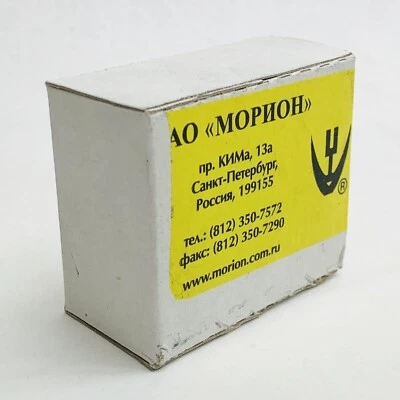 АО «МОРИОН»
пр. КИМа, 13а
Санкт-Петербург,
Россия, 199155
тел.: (812) 350-7572
факс: (812) 350-7290
www.morion.com.ru
®